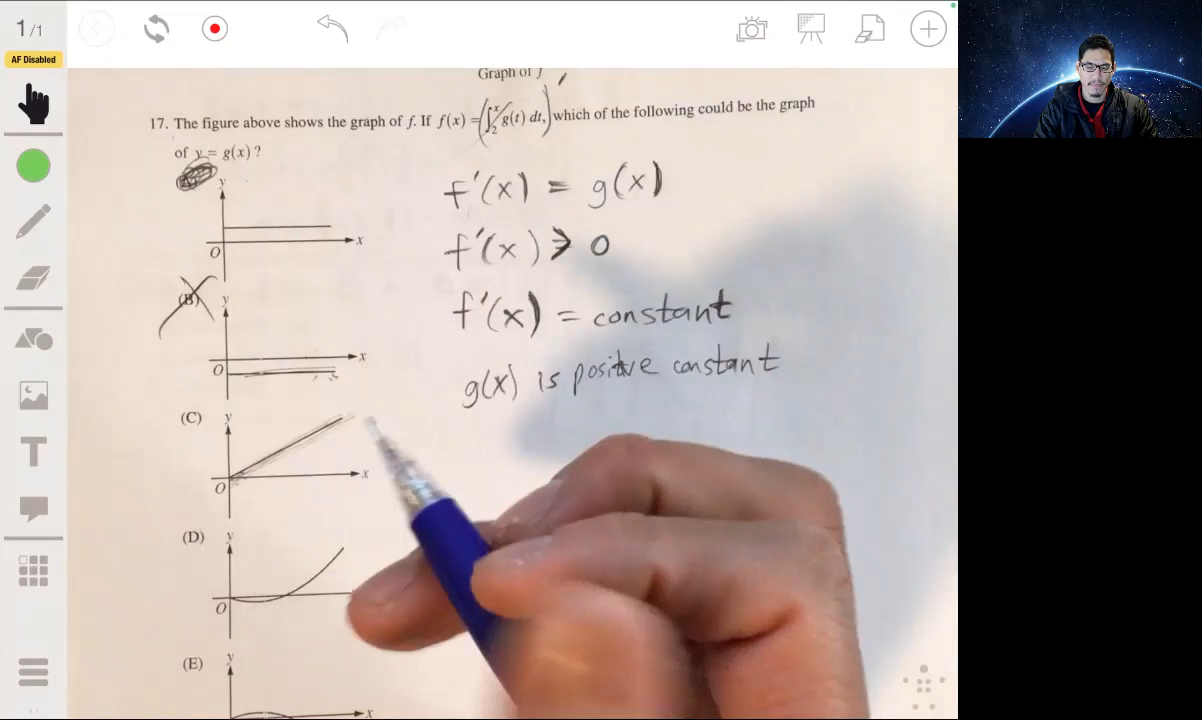 1/1
AF Disabled
Graph of f
17. The figure above shows the graph of f. If f(x) = ∫₂ˣ g(t) dt, which of the following could be the graph
of y = g(x) ?
y
O
x
f'(x) = g(x)
f'(x) > 0
f'(x) = constant
g(x) is positive constant
(B)
y
O
x
(C)
y
O
x
(D)
y
O
(E)
y
x
T